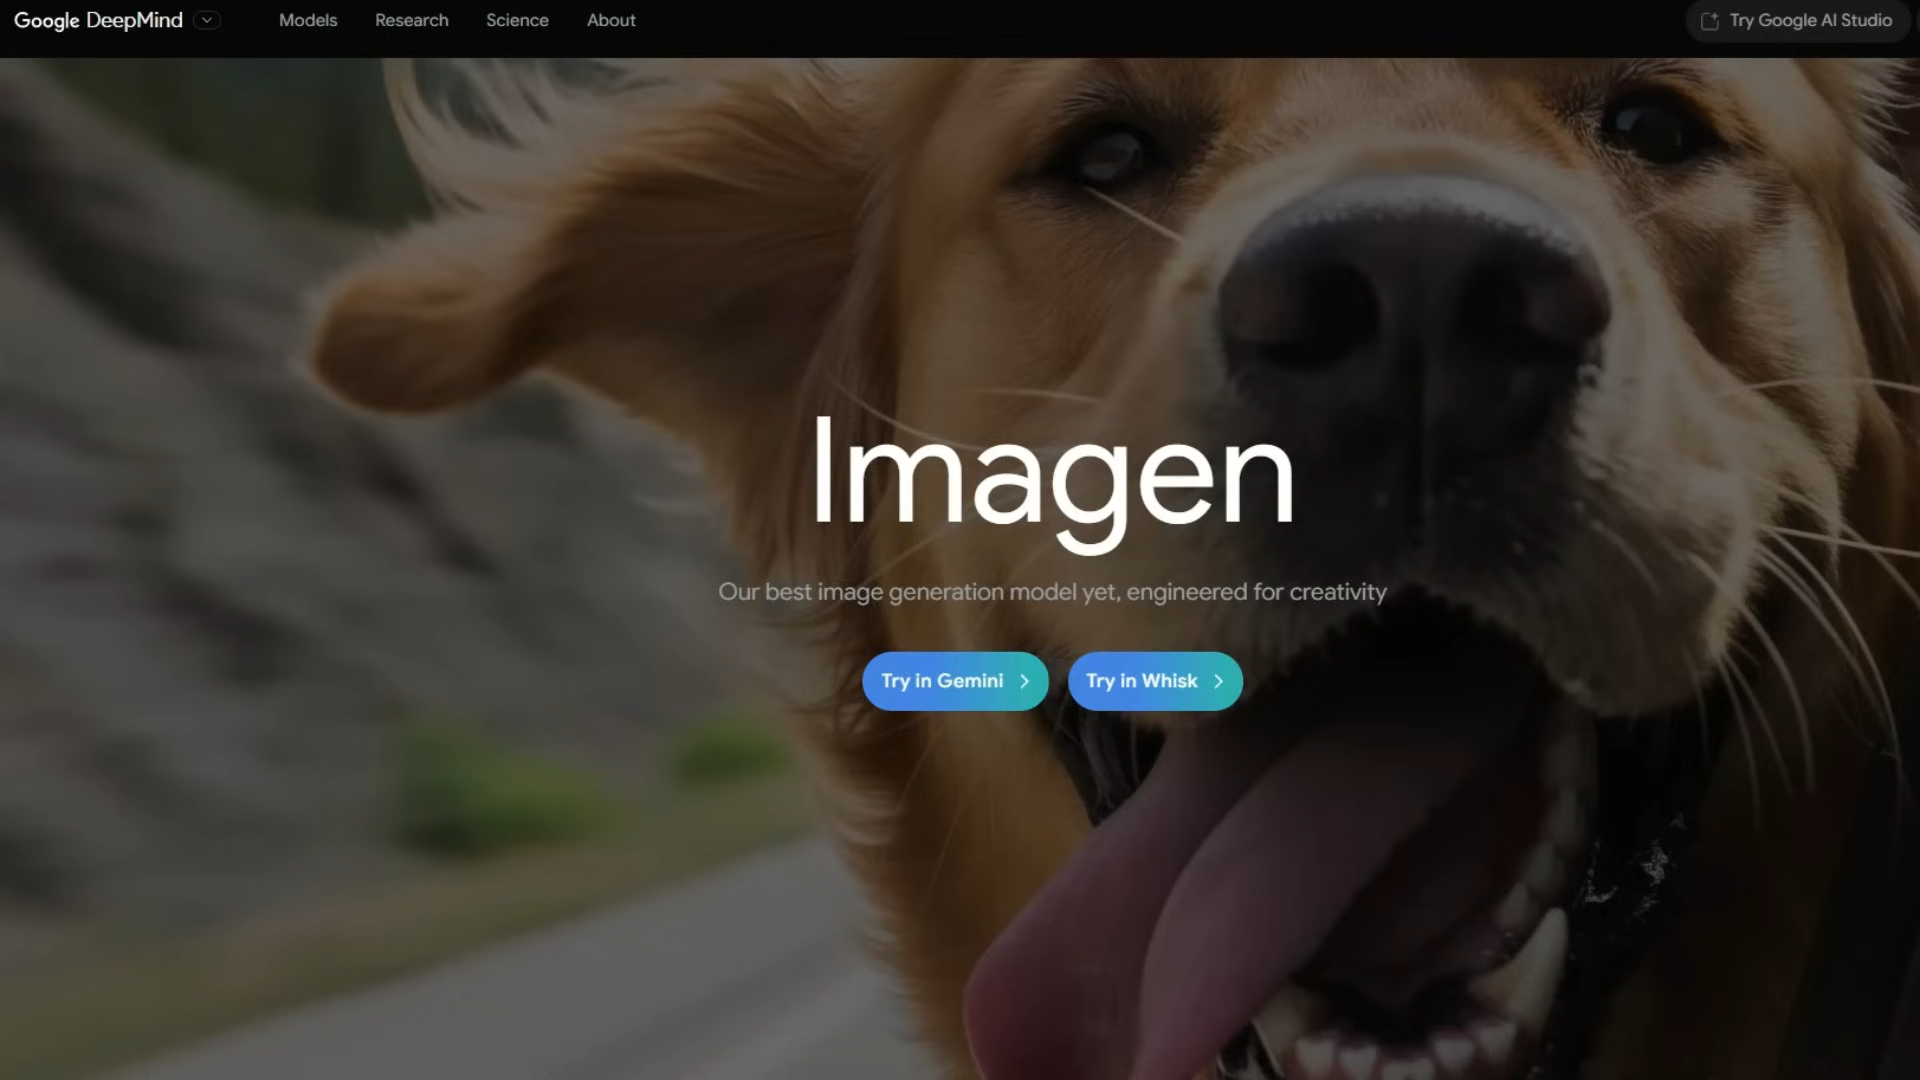 Google DeepMind
Models
Research
Science
About
Try Google AI Studio
Imagen
Our best image generation model yet, engineered for creativity
Try in Gemini
Try in Whisk